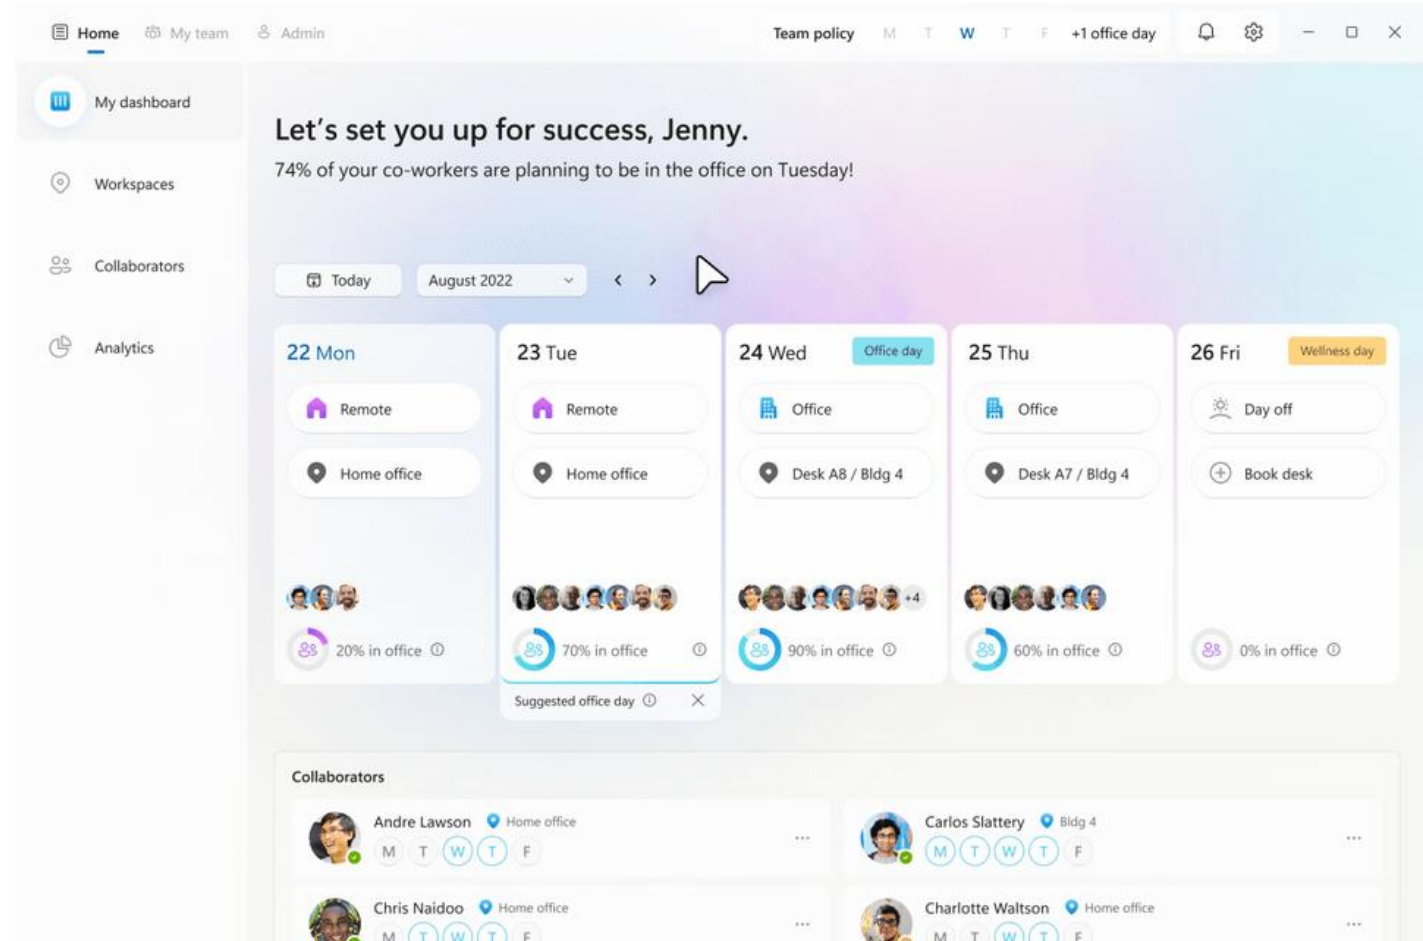 Home My team Admin Team policy M T W T F +1 office day
My dashboard
Workspaces
Collaborators
Analytics
Let's set you up for success, Jenny.
74% of your co-workers are planning to be in the office on Tuesday!
Today August 2022
22 Mon
Remote
Home office
20% in office
23 Tue
Remote
Home office
70% in office
Suggested office day
24 Wed Office day
Office
Desk A8 / Bldg 4
+4
90% in office
25 Thu
Office
Desk A7 / Bldg 4
60% in office
26 Fri Wellness day
Day off
Book desk
0% in office
Collaborators
Andre Lawson Home office
M T W T F
Carlos Slattery Bldg 4
M T W T F
Chris Naidoo Home office
M T W T F
Charlotte Waltson Home office
M T W T F